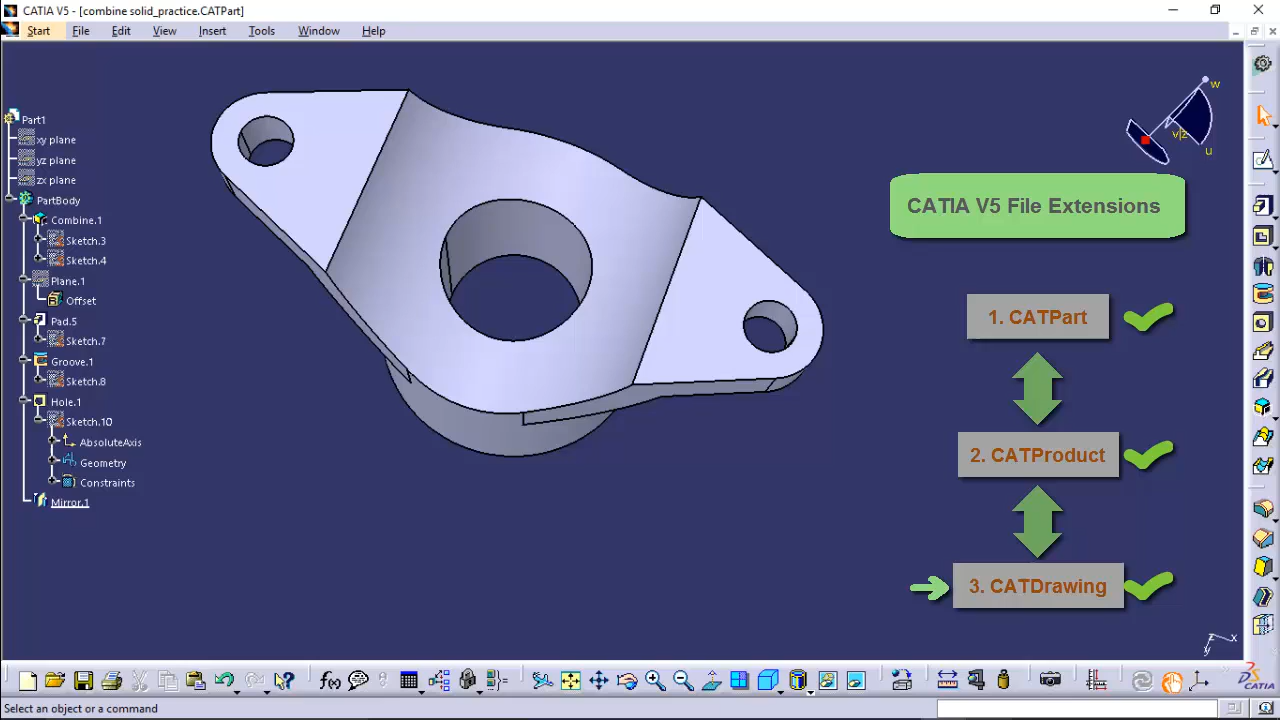 CATIA V5 - [combine solid_practice.CATPart]
Start File Edit View Insert Tools Window Help
Part1
xy plane
yz plane
zx plane
PartBody
Combine.1
Sketch.3
Sketch.4
Plane.1
Offset
Pad.5
Sketch.7
Groove.1
Sketch.8
Hole.1
Sketch.10
AbsoluteAxis
Geometry
Constraints
Mirror.1
w
v|z
u
CATIA V5 File Extensions
1. CATPart
2. CATProduct
3. CATDrawing
x
y
z
f(x)
DS
CATIA
Select an object or a command